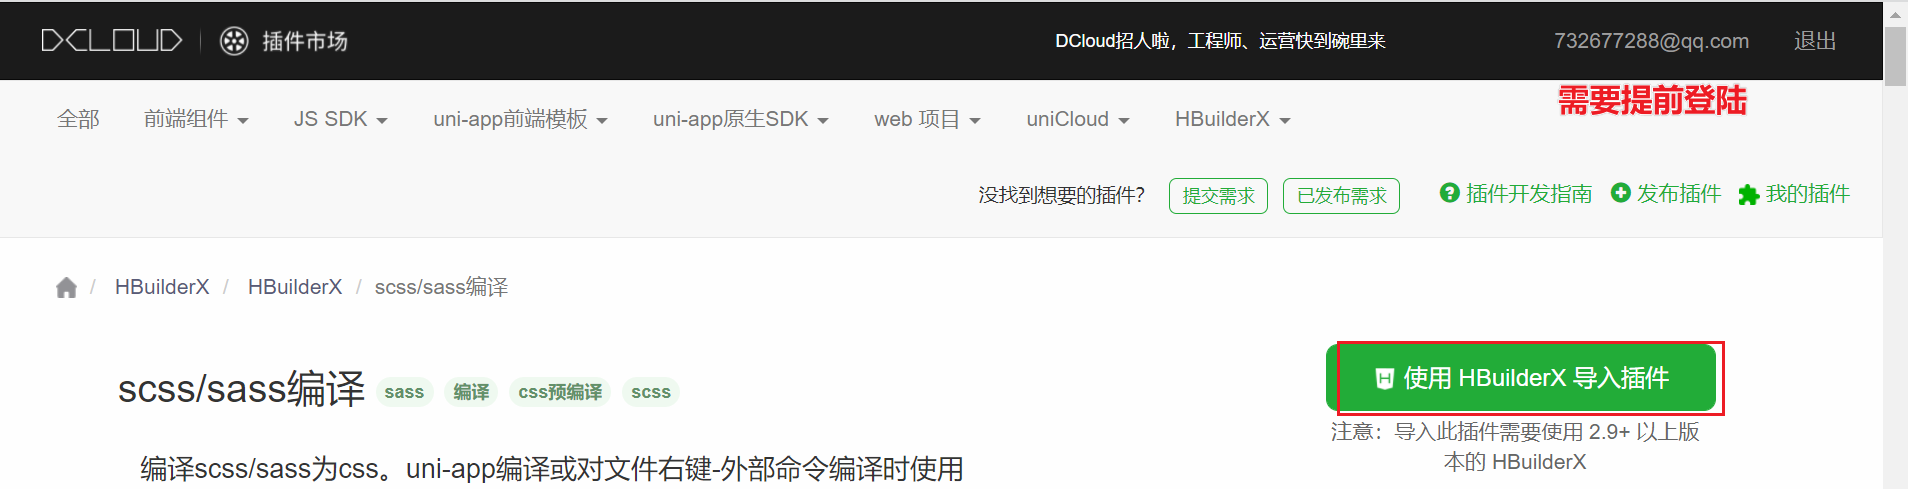 DCLOUD 插件市场 DCloud招人啦，工程师、运营快到碗里来 732677288@qq.com 退出
需要提前登陆
全部 前端组件 JS SDK uni-app前端模板 uni-app原生SDK web 项目 uniCloud HBuilderX
没找到想要的插件？ 提交需求 已发布需求 插件开发指南 发布插件 我的插件
/ HBuilderX / HBuilderX / scss/sass编译
scss/sass编译 sass 编译 css预编译 scss
使用 HBuilderX 导入插件
注意：导入此插件需要使用 2.9+ 以上版
本的 HBuilderX
编译scss/sass为css。uni-app编译或对文件右键-外部命令编译时使用